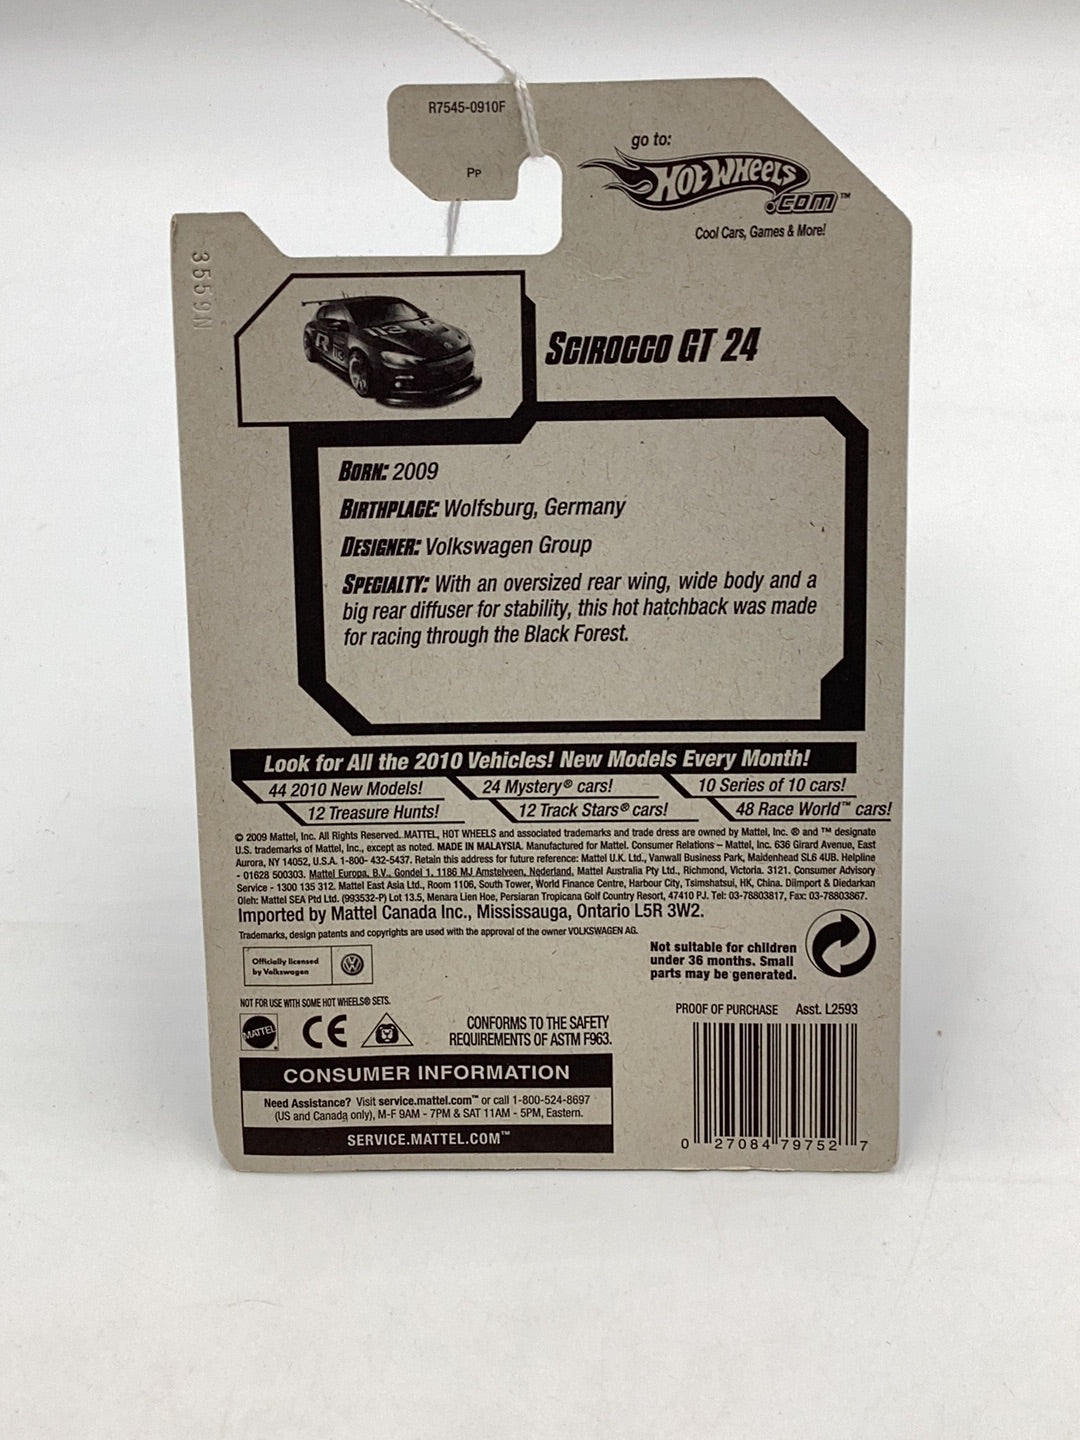 R7545-0910F
PP
go to:
HOT WHEELS
.COM™
Cool Cars, Games & More!
3559N
R
113
SCIROCCO GT 24
BORN: 2009
BIRTHPLACE: Wolfsburg, Germany
DESIGNER: Volkswagen Group
SPECIALTY: With an oversized rear wing, wide body and a
big rear diffuser for stability, this hot hatchback was made
for racing through the Black Forest.
Look for All the 2010 Vehicles! New Models Every Month!
44 2010 New Models! 24 Mystery® cars! 10 Series of 10 cars!
12 Treasure Hunts! 12 Track Stars® cars! 48 Race World™ cars!
© 2009 Mattel, Inc. All Rights Reserved. MATTEL, HOT WHEELS and associated trademarks and trade dress are owned by Mattel, Inc. ® and ™ designate
U.S. trademarks of Mattel, Inc., except as noted. MADE IN MALAYSIA. Manufactured for Mattel. Consumer Relations – Mattel, Inc. 636 Girard Avenue, East
Aurora, NY 14052, U.S.A. 1-800- 432-5437. Retain this address for future reference: Mattel U.K. Ltd., Vanwall Business Park, Maidenhead SL6 4UB. Helpline
- 01628 500303. Mattel Europa, B.V., Gondel 1, 1186 MJ Amstelveen, Nederland. Mattel Australia Pty Ltd., Richmond, Victoria. 3121. Consumer Advisory
Service - 1300 135 312. Mattel East Asia Ltd., Room 1106, South Tower, World Finance Centre, Harbour City, Tsimshatsui, HK, China. Diimport & Diedarkan
Oleh: Mattel SEA Ptd Ltd. (993532-P) Lot 13.5, Menara Lien Hoe, Persiaran Tropicana Golf Country Resort, 47410 PJ. Tel: 03-78803817, Fax: 03-78803867.
Imported by Mattel Canada Inc., Mississauga, Ontario L5R 3W2.
Trademarks, design patents and copyrights are used with the approval of the owner VOLKSWAGEN AG.
Officially licensed
by Volkswagen
Not suitable for children
under 36 months. Small
parts may be generated.
NOT FOR USE WITH SOME HOT WHEELS® SETS.
MATTEL
CE
CONFORMS TO THE SAFETY
REQUIREMENTS OF ASTM F963.
PROOF OF PURCHASE Asst. L2593
CONSUMER INFORMATION
Need Assistance? Visit service.mattel.com™ or call 1-800-524-8697
(US and Canada only), M-F 9AM - 7PM & SAT 11AM - 5PM, Eastern.
SERVICE.MATTEL.COM™
0 27084 79752 7